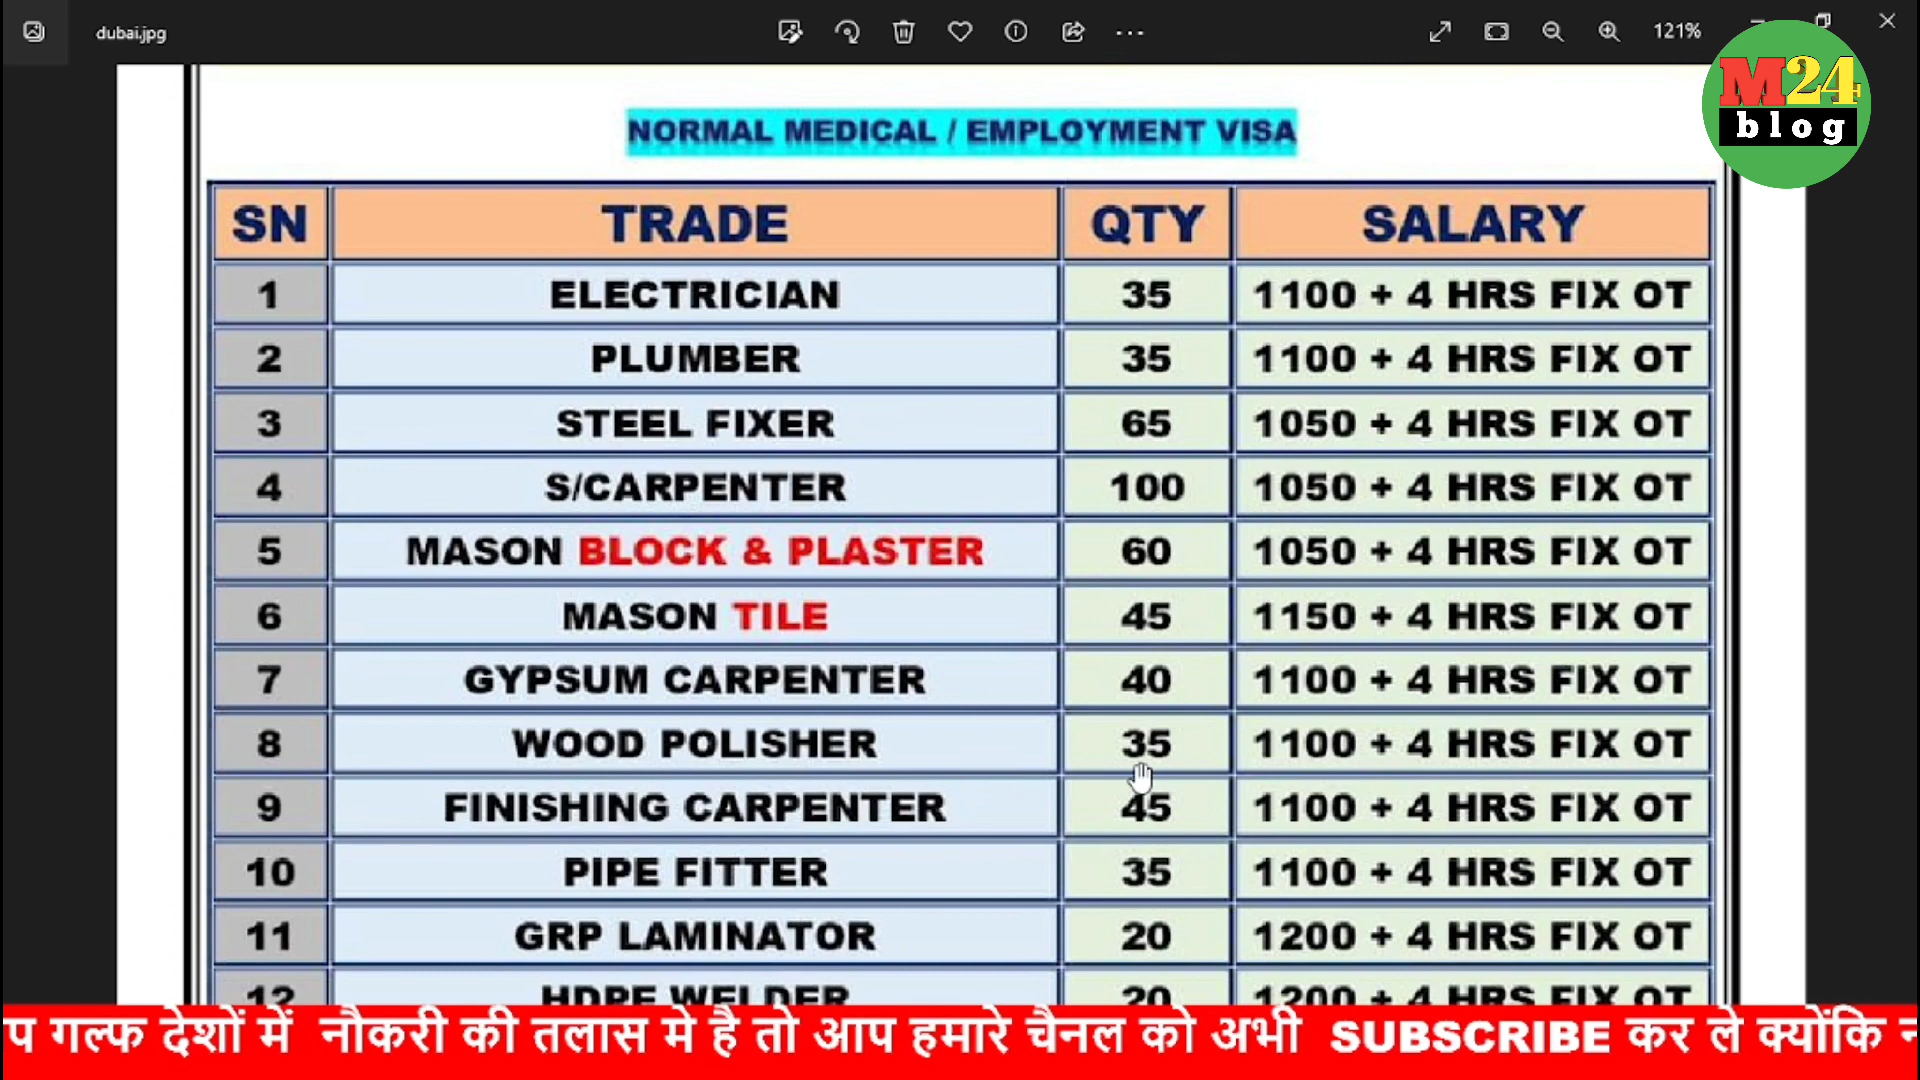 dubai.jpg
121%
M24
blog
NORMAL MEDICAL / EMPLOYMENT VISA
SN TRADE QTY SALARY
1 ELECTRICIAN 35 1100 + 4 HRS FIX OT
2 PLUMBER 35 1100 + 4 HRS FIX OT
3 STEEL FIXER 65 1050 + 4 HRS FIX OT
4 S/CARPENTER 100 1050 + 4 HRS FIX OT
5 MASON BLOCK & PLASTER 60 1050 + 4 HRS FIX OT
6 MASON TILE 45 1150 + 4 HRS FIX OT
7 GYPSUM CARPENTER 40 1100 + 4 HRS FIX OT
8 WOOD POLISHER 35 1100 + 4 HRS FIX OT
9 FINISHING CARPENTER 45 1100 + 4 HRS FIX OT
10 PIPE FITTER 35 1100 + 4 HRS FIX OT
11 GRP LAMINATOR 20 1200 + 4 HRS FIX OT
12 HDPE WELDER 20 1200 + 4 HRS FIX OT
प गल्फ देशों में नौकरी की तलास मे है तो आप हमारे चैनल को अभी SUBSCRIBE कर ले क्योंकि